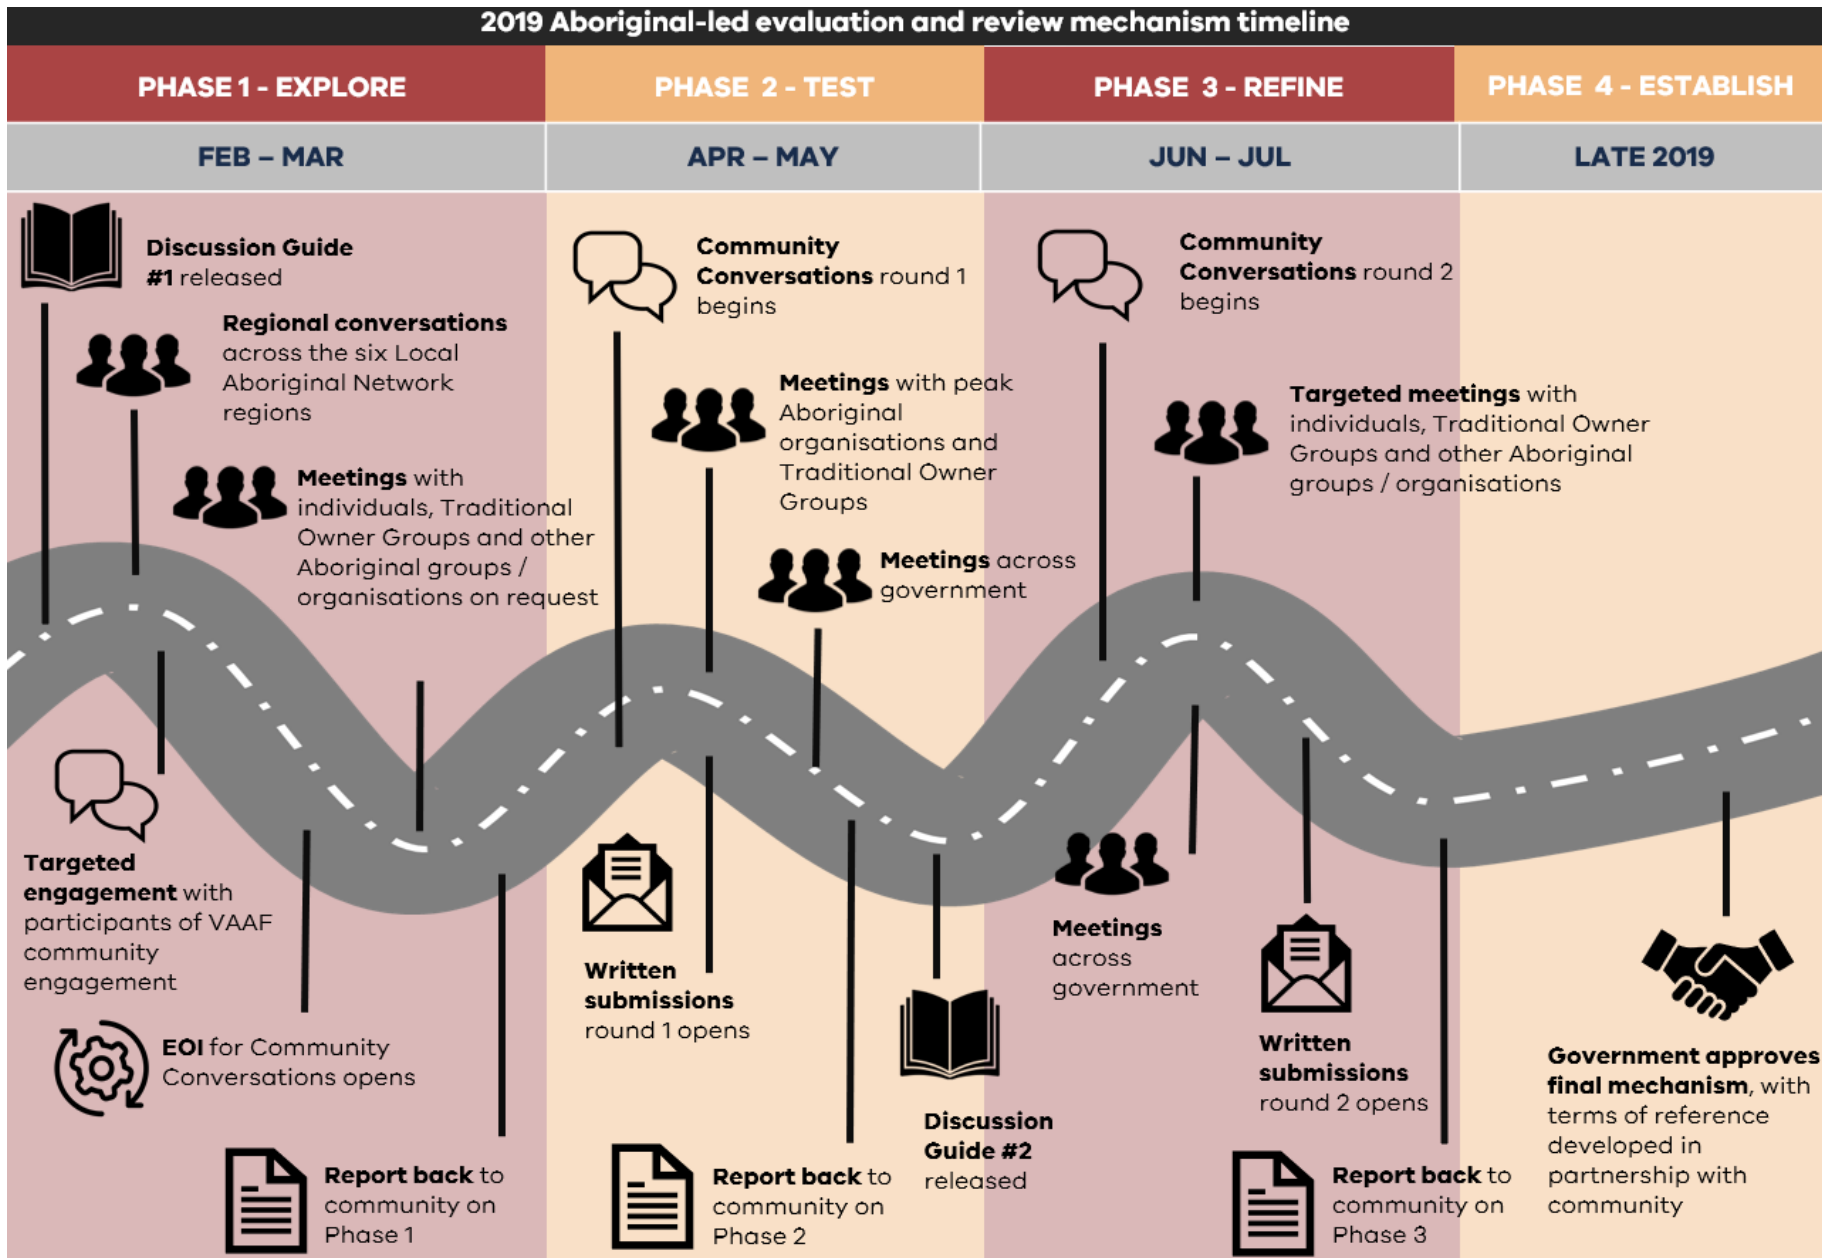 2019 Aboriginal-led evaluation and review mechanism timeline
PHASE 1 - EXPLORE
PHASE 2 - TEST
PHASE 3 - REFINE
PHASE 4 - ESTABLISH
FEB – MAR
APR – MAY
JUN – JUL
LATE 2019
Discussion Guide
#1 released
Regional conversations
across the six Local
Aboriginal Network
regions
Meetings with
individuals, Traditional
Owner Groups and other
Aboriginal groups /
organisations on request
Targeted
engagement with
participants of VAAF
community
engagement
EOI for Community
Conversations opens
Report back to
community on
Phase 1
Community
Conversations round 1
begins
Meetings with peak
Aboriginal
organisations and
Traditional Owner
Groups
Meetings across
government
Written
submissions
round 1 opens
Report back to
community on
Phase 2
Discussion
Guide #2
released
Community
Conversations round 2
begins
Targeted meetings with
individuals, Traditional Owner
Groups and other Aboriginal
groups / organisations
Meetings
across
government
Written
submissions
round 2 opens
Report back to
community on
Phase 3
Government approves
final mechanism, with
terms of reference
developed in
partnership with
community